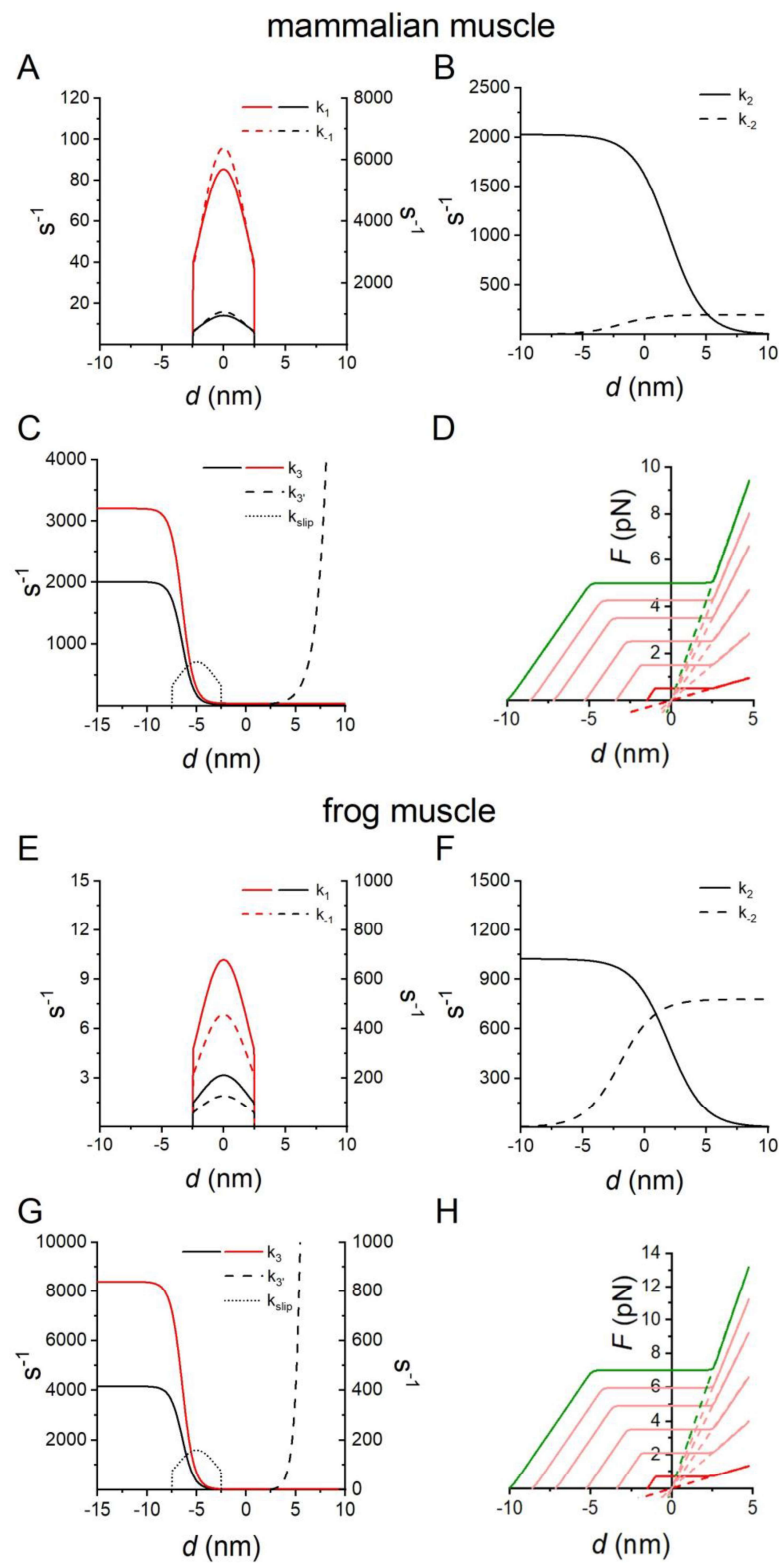 mammalian muscle
A
B
120
100
80
60
40
20
s⁻¹
k₁
k₋₁
8000
6000
4000
2000
s⁻¹
-10 -5 0 5 10
d (nm)
2500
2000
1500
1000
500
s⁻¹
k₂
k₋₂
-10 -5 0 5 10
d (nm)
C
D
4000
3000
2000
1000
s⁻¹
k₃
k₃'
kslip
-15 -10 -5 0 5 10
d (nm)
10
8
6
4
2
F (pN)
-10 -5 0 5
d (nm)
frog muscle
E
F
15
12
9
6
3
s⁻¹
k₁
k₋₁
1000
800
600
400
200
s⁻¹
-15 -10 -5 0 5 10
d (nm)
1500
1200
900
600
300
s⁻¹
k₂
k₋₂
-10 -5 0 5 10
d (nm)
G
H
10000
8000
6000
4000
2000
0
s⁻¹
k₃
k₃'
kslip
1000
800
600
400
200
0
s⁻¹
-15 -10 -5 0 5 10
d (nm)
14
12
10
8
6
4
2
F (pN)
-10 -5 0 5
d (nm)